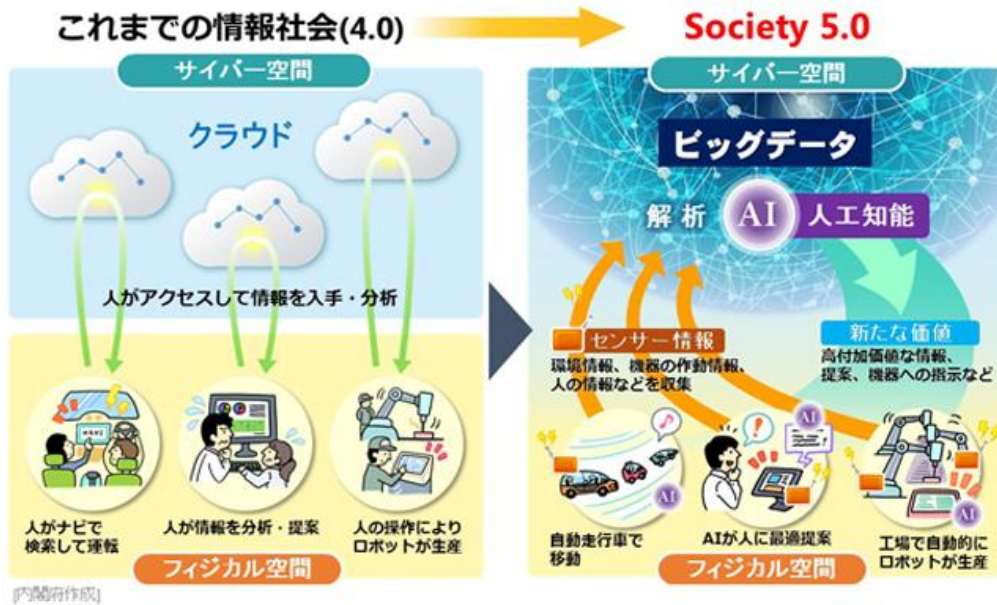 これまでの情報社会(4.0)
Society 5.0
サイバー空間
クラウド
人がアクセスして情報を入手・分析
人がナビで
検索して運転
人が情報を分析・提案
人の操作により
ロボットが生産
フィジカル空間
サイバー空間
ビッグデータ
解析 AI 人工知能
センサー情報
環境情報、機器の作動情報、
人の情報などを収集
新たな価値
高付加価値な情報、
提案、機器への指示など
AI
AI
AI
自動走行車で
移動
AIが人に最適提案
工場で自動的に
ロボットが生産
フィジカル空間
[内閣府作成]